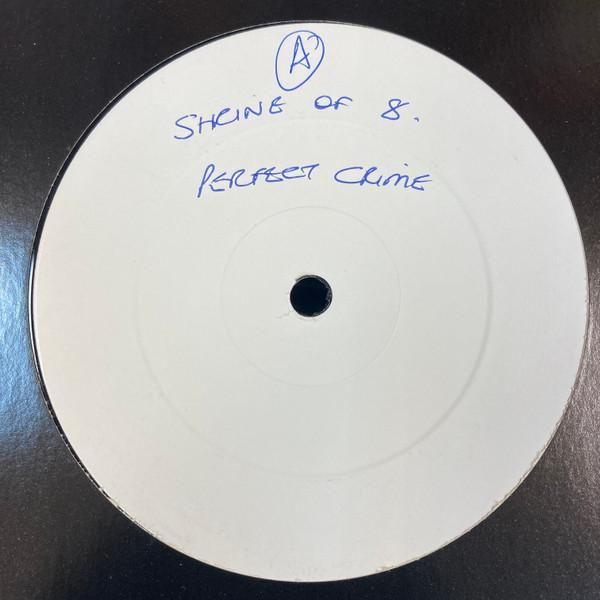 A
SHRINE OF 8.
PERFECT CRIME